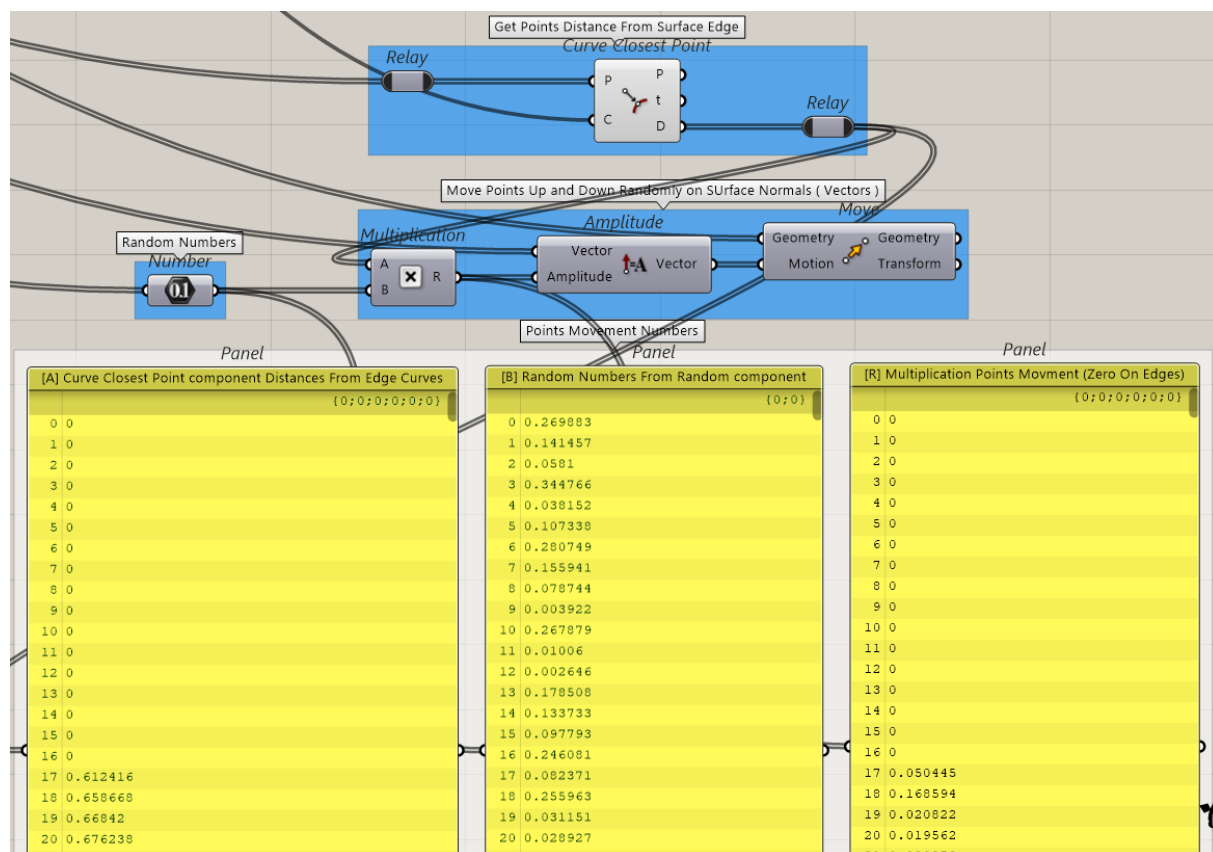 Get Points Distance From Surface Edge
Curve Closest Point
Relay
P P
t
C D
Relay
Move Points Up and Down Randomly on SUrface Normals ( Vectors )
Move
Random Numbers
Number
0.1
Multiplication
A
B
R
Amplitude
Vector Vector
Amplitude
=A
Geometry Geometry
Motion Transform
Points Movement Numbers
Panel
[A] Curve Closest Point component Distances From Edge Curves
{0;0;0;0;0;0}
0 0
1 0
2 0
3 0
4 0
5 0
6 0
7 0
8 0
9 0
10 0
11 0
12 0
13 0
14 0
15 0
16 0
17 0.612416
18 0.658668
19 0.66842
20 0.676238
Panel
[B] Random Numbers From Random component
{0;0}
0 0.269883
1 0.141457
2 0.0581
3 0.344766
4 0.038152
5 0.107338
6 0.280749
7 0.155941
8 0.078744
9 0.003922
10 0.267879
11 0.01006
12 0.002646
13 0.178508
14 0.133733
15 0.097793
16 0.246081
17 0.082371
18 0.255963
19 0.031151
20 0.028927
Panel
[R] Multiplication Points Movment (Zero On Edges)
{0;0;0;0;0;0}
0 0
1 0
2 0
3 0
4 0
5 0
6 0
7 0
8 0
9 0
10 0
11 0
12 0
13 0
14 0
15 0
16 0
17 0.050445
18 0.168594
19 0.020822
20 0.019562